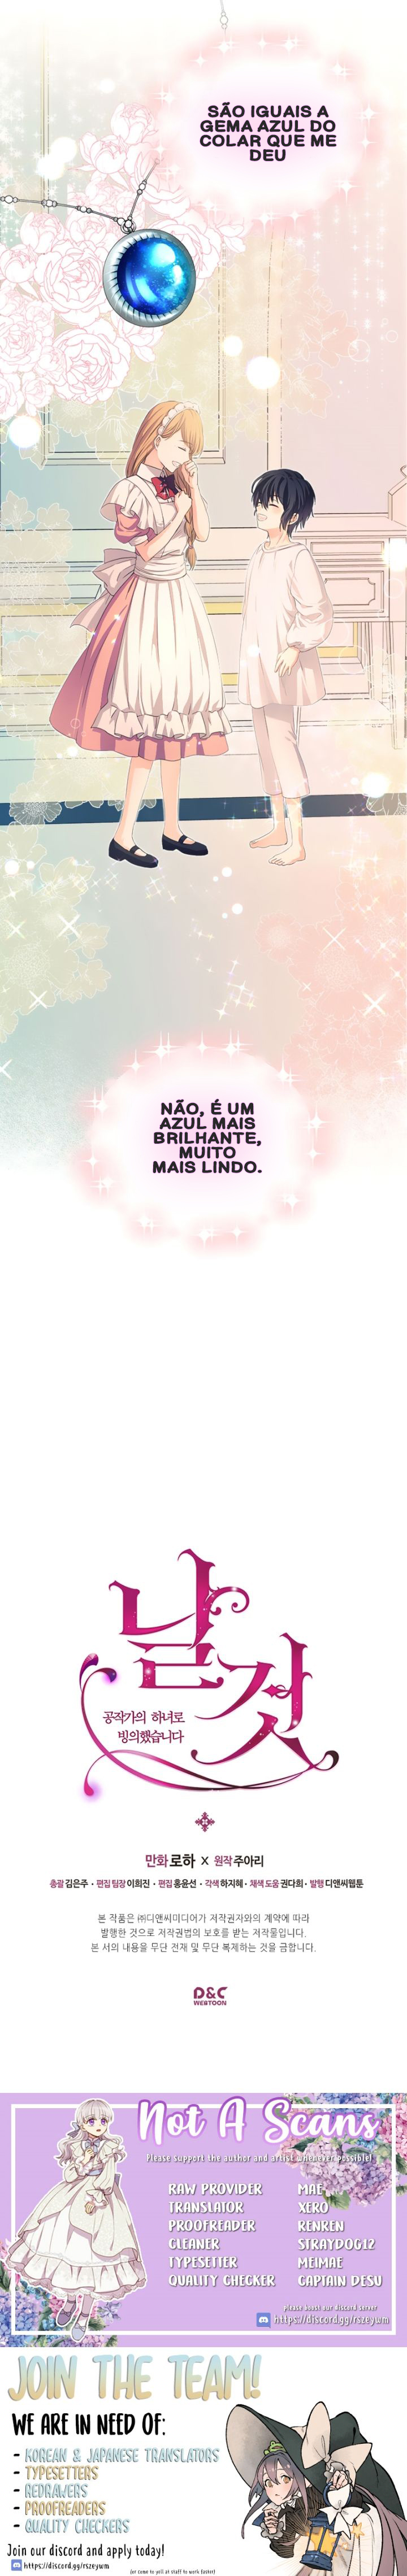 SÃO IGUAIS A
GEMA AZUL DO
COLAR QUE ME
DEU
NÃO, É UM
AZUL MAIS
BRILHANTE,
MUITO
MAIS LINDO.
날것
공작가의 하녀로
빙의했습니다
만화 로하 X 원작 주아리
총괄 김은주 · 편집 팀장 이희진 · 편집 홍윤선 · 각색 하지혜 · 채색 도움 권다희 · 발행 디앤씨웹툰
본 작품은 ㈜디앤씨미디어가 저작권자와의 계약에 따라
발행한 것으로 저작권법의 보호를 받는 저작물입니다.
본 서의 내용을 무단 전재 및 무단 복제하는 것을 금합니다.
D&C
WEBTOON
Not A Scans
Please support the author and artist whenever possible!
RAW PROVIDER MAE
TRANSLATOR XERO
PROOFREADER RENREN
CLEANER STRAYDOG12
TYPESETTER MEIMAE
QUALITY CHECKER CAPTAIN DESU
please boost our discord server
https://discord.gg/rszeywm
JOIN THE TEAM!
WE ARE IN NEED OF:
- KOREAN & JAPANESE TRANSLATORS
- TYPESETTERS
- REDRAWERS
- PROOFREADERS
- QUALITY CHECKERS
Join our discord and apply today!
https://discord.gg/rszeywm
(or come to yell at staff to work faster)